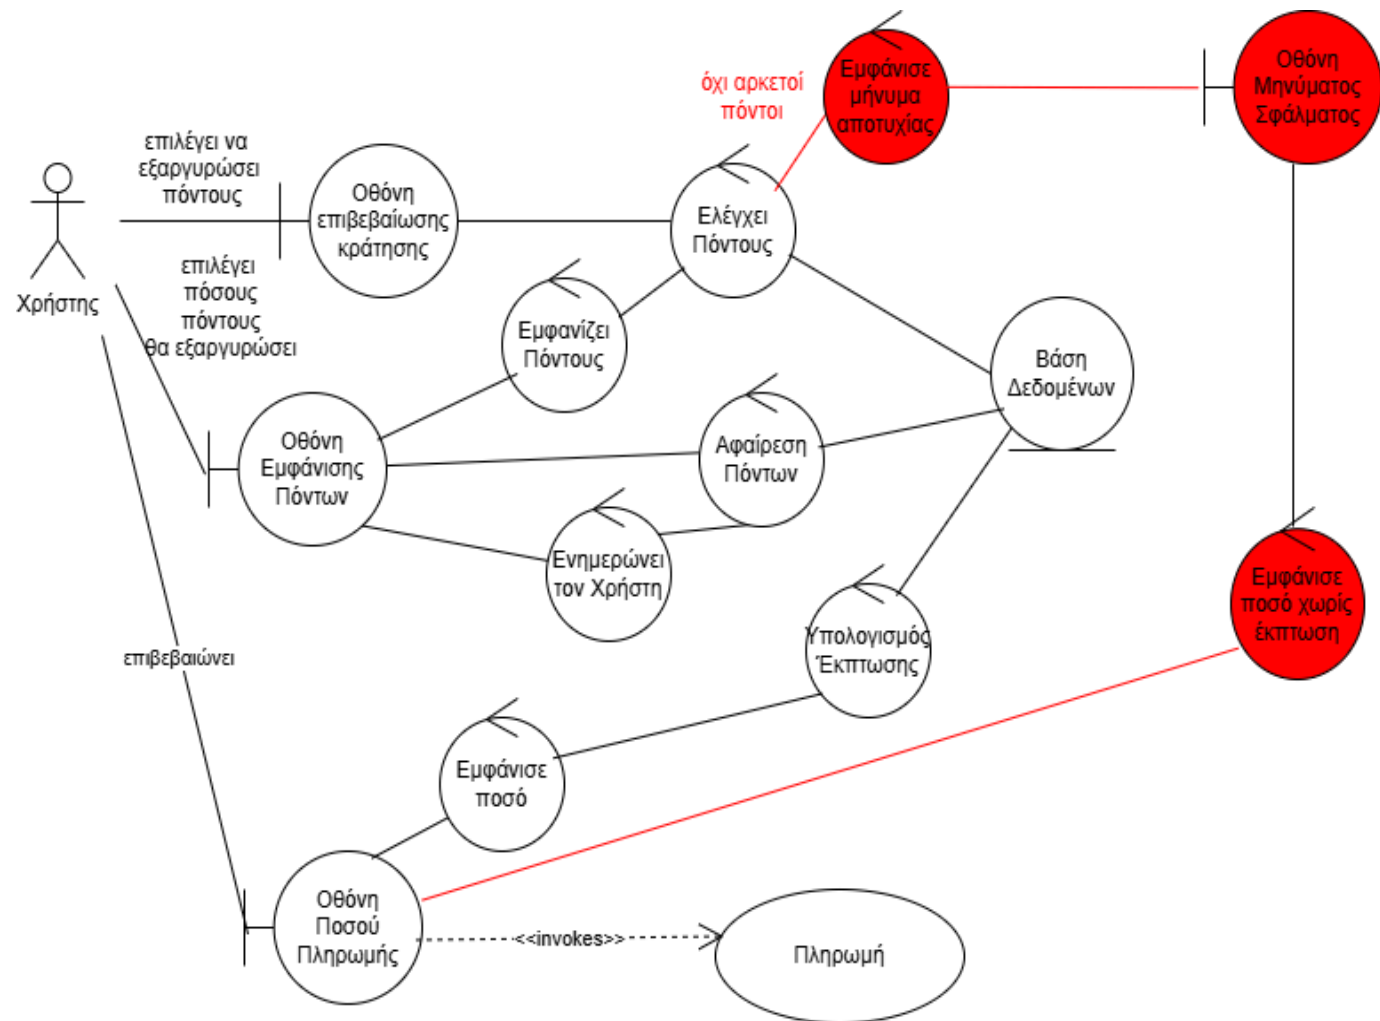 Εμφάνισε
μήνυμα
αποτυχίας
Οθόνη
Μηνύματος
Σφάλματος
όχι αρκετοί
πόντοι
επιλέγει να
εξαργυρώσει
πόντους
Οθόνη
επιβεβαίωσης
κράτησης
Ελέγχει
Πόντους
Χρήστης
επιλέγει
πόσους
πόντους
θα εξαργυρώσει
Εμφανίζει
Πόντους
Βάση
Δεδομένων
Οθόνη
Εμφάνισης
Πόντων
Αφαίρεση
Πόντων
Ενημερώνει
τον Χρήστη
Εμφάνισε
ποσό χωρίς
έκπτωση
Υπολογισμός
Έκπτωσης
επιβεβαιώνει
Εμφάνισε
ποσό
Οθόνη
Ποσού
Πληρωμής
<<invokes>>
Πληρωμή